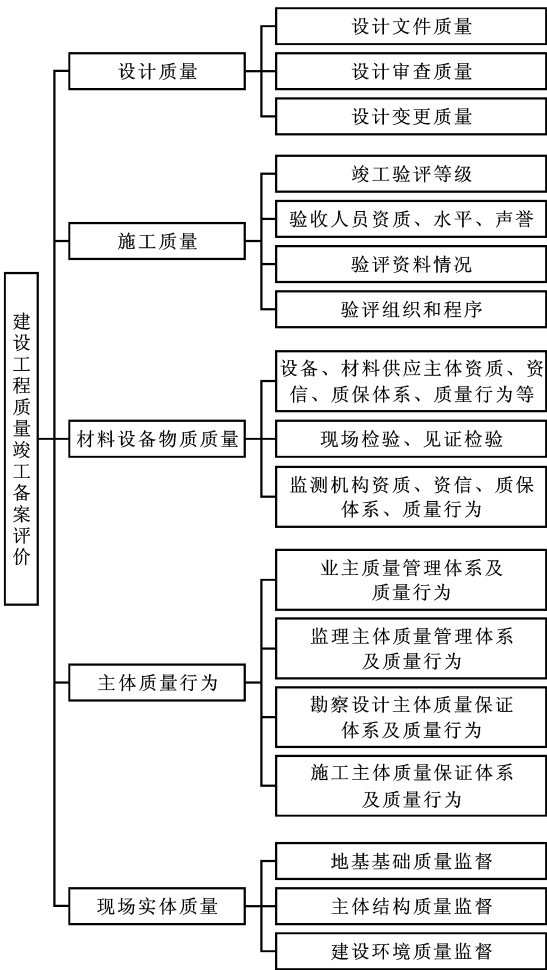 建设工程质量竣工备案评价
设计质量
设计文件质量
设计审查质量
设计变更质量
施工质量
竣工验评等级
验收人员资质、水平、声誉
验评资料情况
验评组织和程序
材料设备物质质量
设备、材料供应主体资质、资
信、质保体系、质量行为等
现场检验、见证检验
监测机构资质、资信、质保
体系、质量行为
主体质量行为
业主质量管理体系及
质量行为
监理主体质量管理体系
及质量行为
勘察设计主体质量保证
体系及质量行为
施工主体质量保证体系
及质量行为
现场实体质量
地基基础质量监督
主体结构质量监督
建设环境质量监督